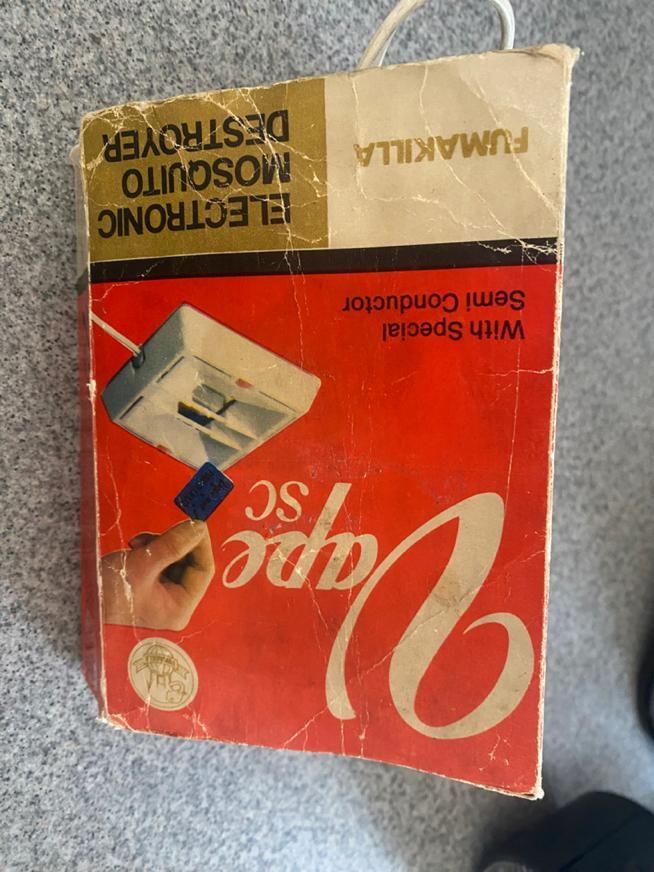 Vape
SC
With Special
Semi Conductor
FUMAKILLA
ELECTRONIC
MOSQUITO
DESTROYER